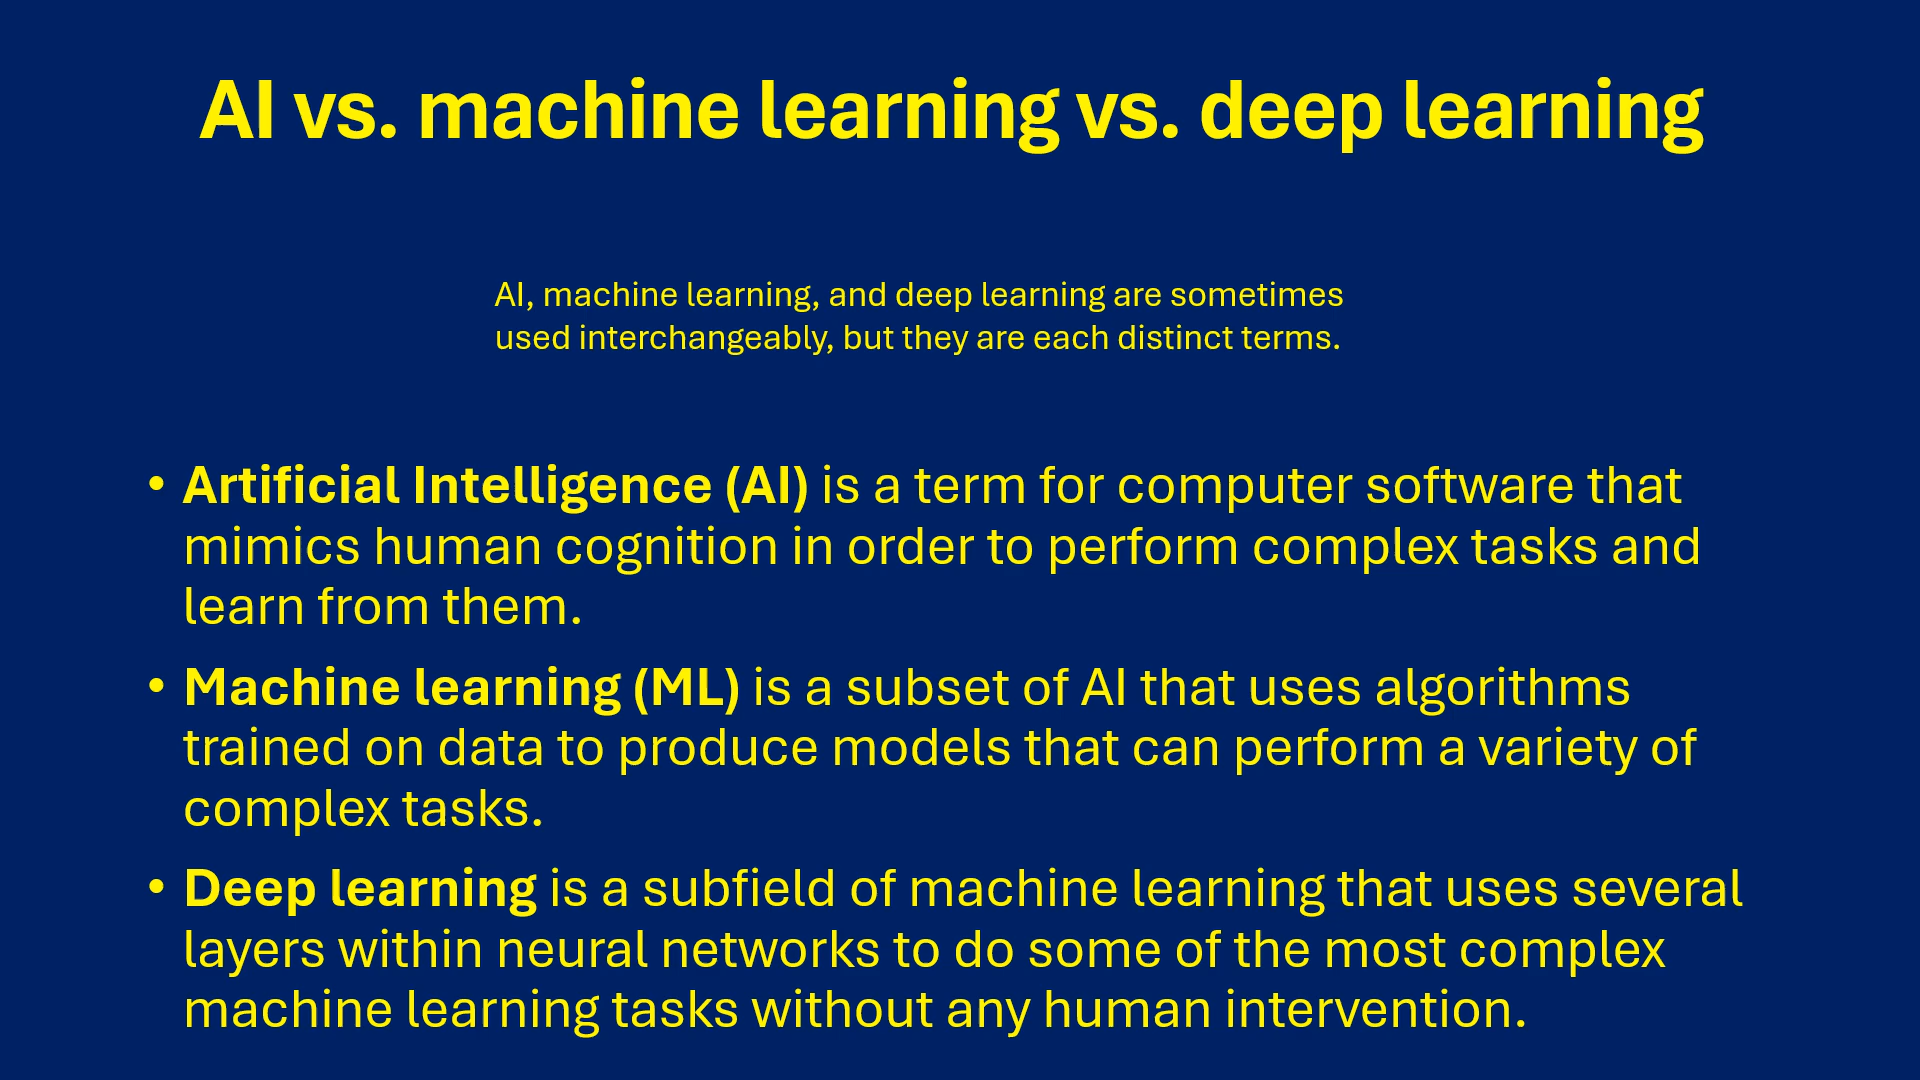 AI vs. machine learning vs. deep learning
AI, machine learning, and deep learning are sometimes
used interchangeably, but they are each distinct terms.
• Artificial Intelligence (AI) is a term for computer software that
mimics human cognition in order to perform complex tasks and
learn from them.
• Machine learning (ML) is a subset of AI that uses algorithms
trained on data to produce models that can perform a variety of
complex tasks.
• Deep learning is a subfield of machine learning that uses several
layers within neural networks to do some of the most complex
machine learning tasks without any human intervention.